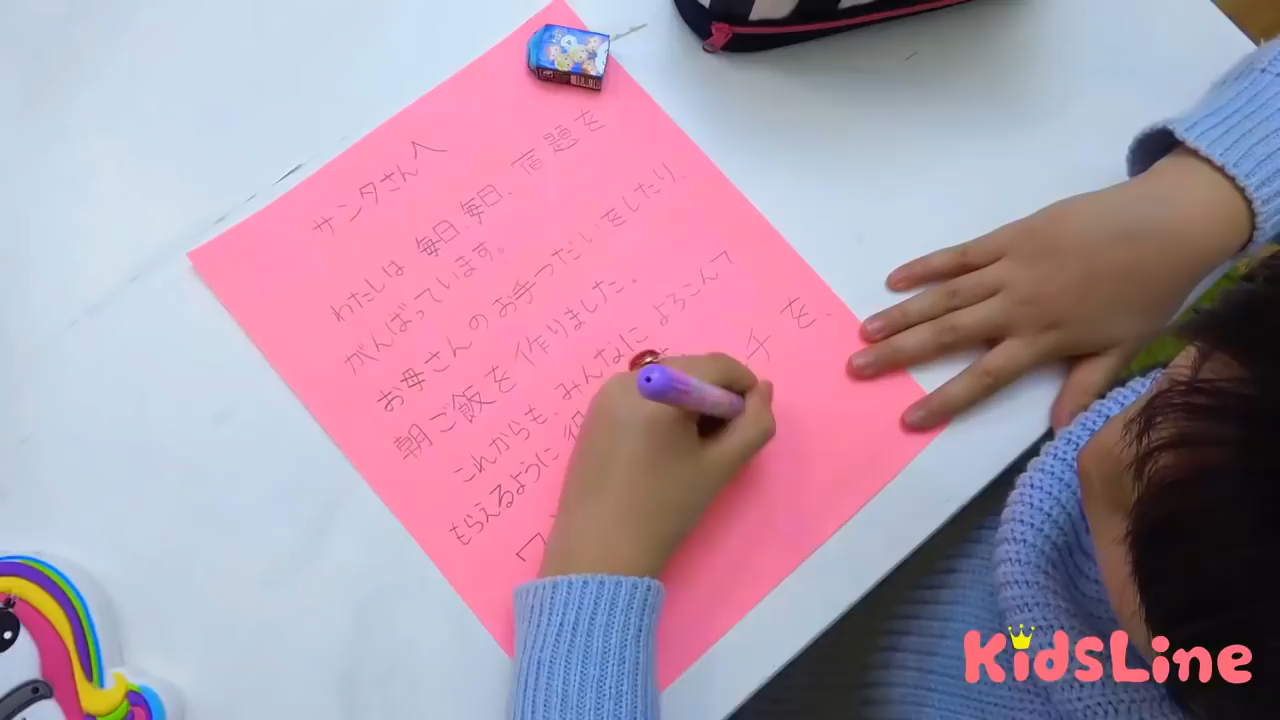 サンタさんへ
わたしは 毎日、毎日、宿題を
がんばっています。
お母さんのお手つだいをしたり、
朝ご飯を作りました。
これからも、みんなに よろこんで
もらえるように
チを、
KidsLine